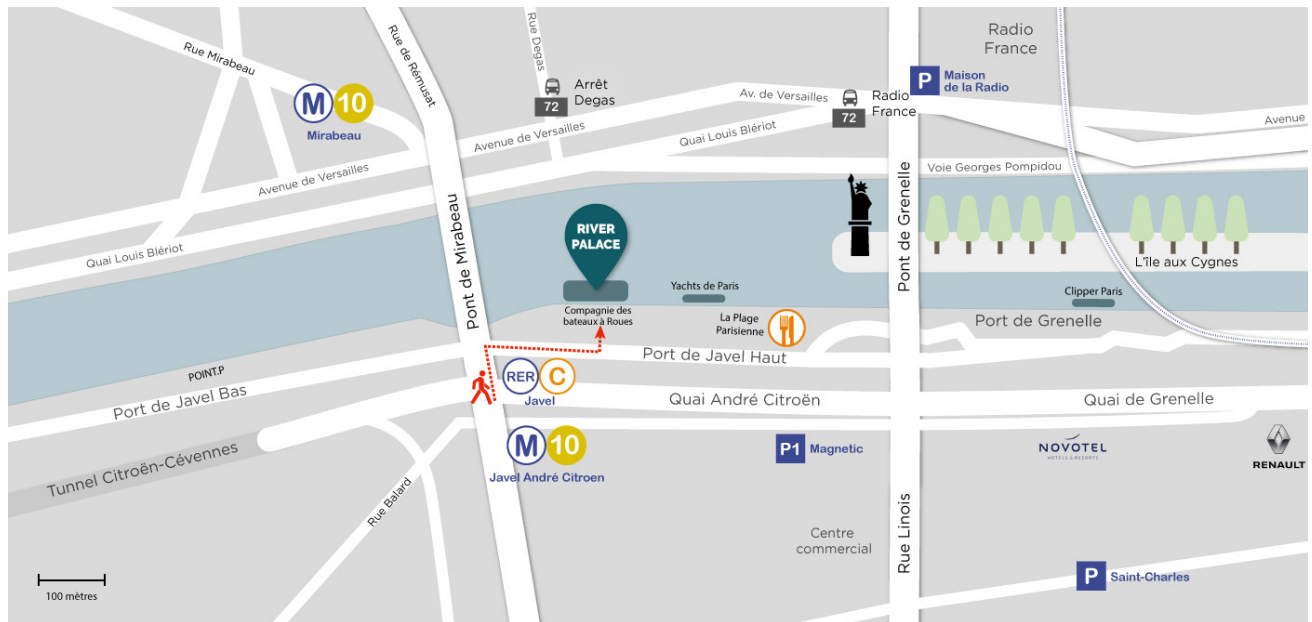 Rue Mirabeau
Rue de Rémusat
Rue Degas
M 10
Mirabeau
72
Arrêt
Degas
Av. de Versailles
72
Radio
France
Radio
France
P
Maison
de la Radio
Avenue de Versailles
Avenue de Versailles
Quai Louis Blériot
Quai Louis Blériot
Avenue
Voie Georges Pompidou
Pont de Mirabeau
Pont de Grenelle
RIVER
PALACE
Compagnie des
bateaux à Roues
Yachts de Paris
La Plage
Parisienne
L'île aux Cygnes
Clipper Paris
Port de Grenelle
Port de Javel Haut
POINT.P
Port de Javel Bas
RER C
Javel
Quai André Citroën
Quai de Grenelle
M 10
Javel André Citroen
P1 Magnetic
NOVOTEL
HOTELS & RESORTS
RENAULT
Tunnel Citroën-Cévennes
Rue Balard
Centre
commercial
Rue Linois
P Saint-Charles
100 mètres